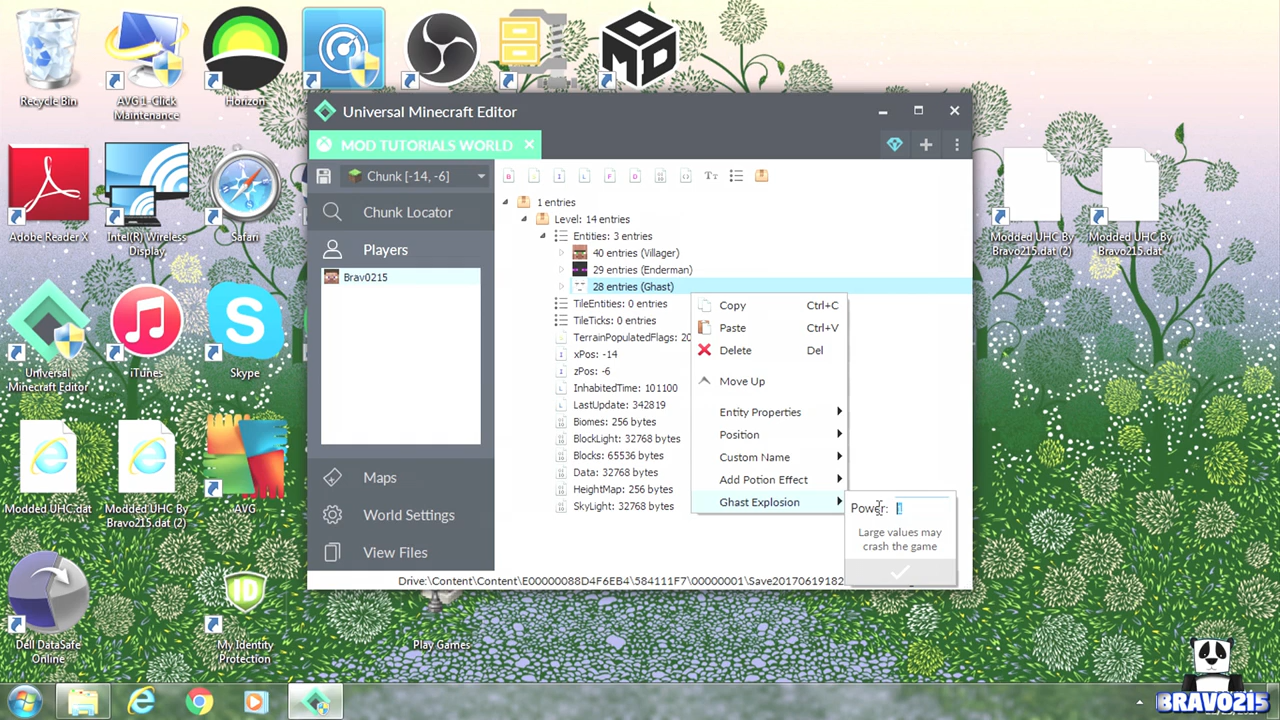 Recycle Bin
AVG 1-Click
Maintenance
Horizon
MOD
Adobe Reader X
Intel(R) Wireless
Display
Safari
Universal
Minecraft Editor
iTunes
Skype
Modded UHC.dat
Modded UHC By
Bravo215.dat (2)
AVG
Dell DataSafe
Online
ID
My Identity
Protection
Play Games
Modded UHC By
Bravo215.dat (2)
Modded UHC By
Bravo215.dat
Universal Minecraft Editor
MOD TUTORIALS WORLD
Chunk [-14, -6]
Chunk Locator
Players
Brav0215
Maps
World Settings
View Files
1 entries
Level: 14 entries
Entities: 3 entries
40 entries (Villager)
29 entries (Enderman)
28 entries (Ghast)
TileEntities: 0 entries
TileTicks: 0 entries
TerrainPopulatedFlags: 20
xPos: -14
zPos: -6
InhabitedTime: 101100
LastUpdate: 342819
Biomes: 256 bytes
BlockLight: 32768 bytes
Blocks: 65536 bytes
Data: 32768 bytes
HeightMap: 256 bytes
SkyLight: 32768 bytes
Copy Ctrl+C
Paste Ctrl+V
Delete Del
Move Up
Entity Properties
Position
Custom Name
Add Potion Effect
Ghast Explosion
Power:
Large values may
crash the game
Drive:\Content\Content\E00000088D4F6EB4\584111F7\00000001\Save20170619182
BRAVO215